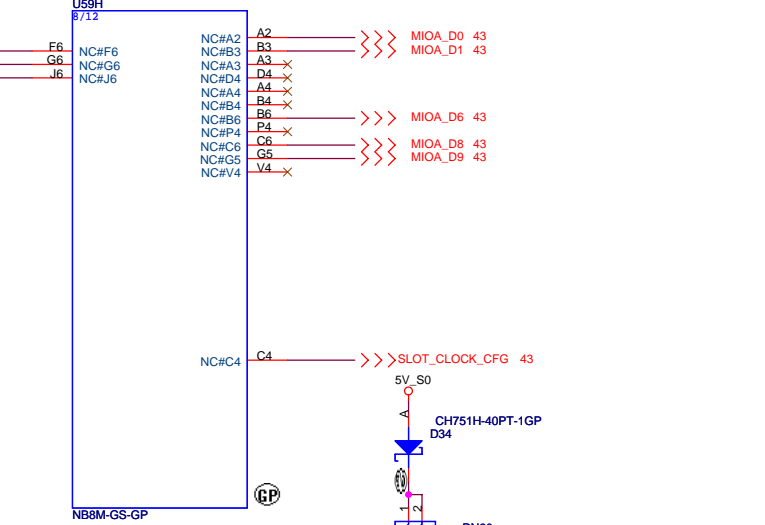 U59H
8/12
NC#A2 A2 MIOA_D0 43
F6 NC#F6 NC#B3 B3 MIOA_D1 43
G6 NC#G6 NC#A3 A3
J6 NC#J6 NC#D4 D4
NC#A4 A4
NC#B4 B4
NC#B6 B6 MIOA_D6 43
NC#P4 P4
NC#C6 C6 MIOA_D8 43
NC#G5 G5 MIOA_D9 43
NC#V4 V4
NC#C4 C4 SLOT_CLOCK_CFG 43
5V_S0
A
CH751H-40PT-1GP
D34
GP
1 2
NB8M-GS-GP